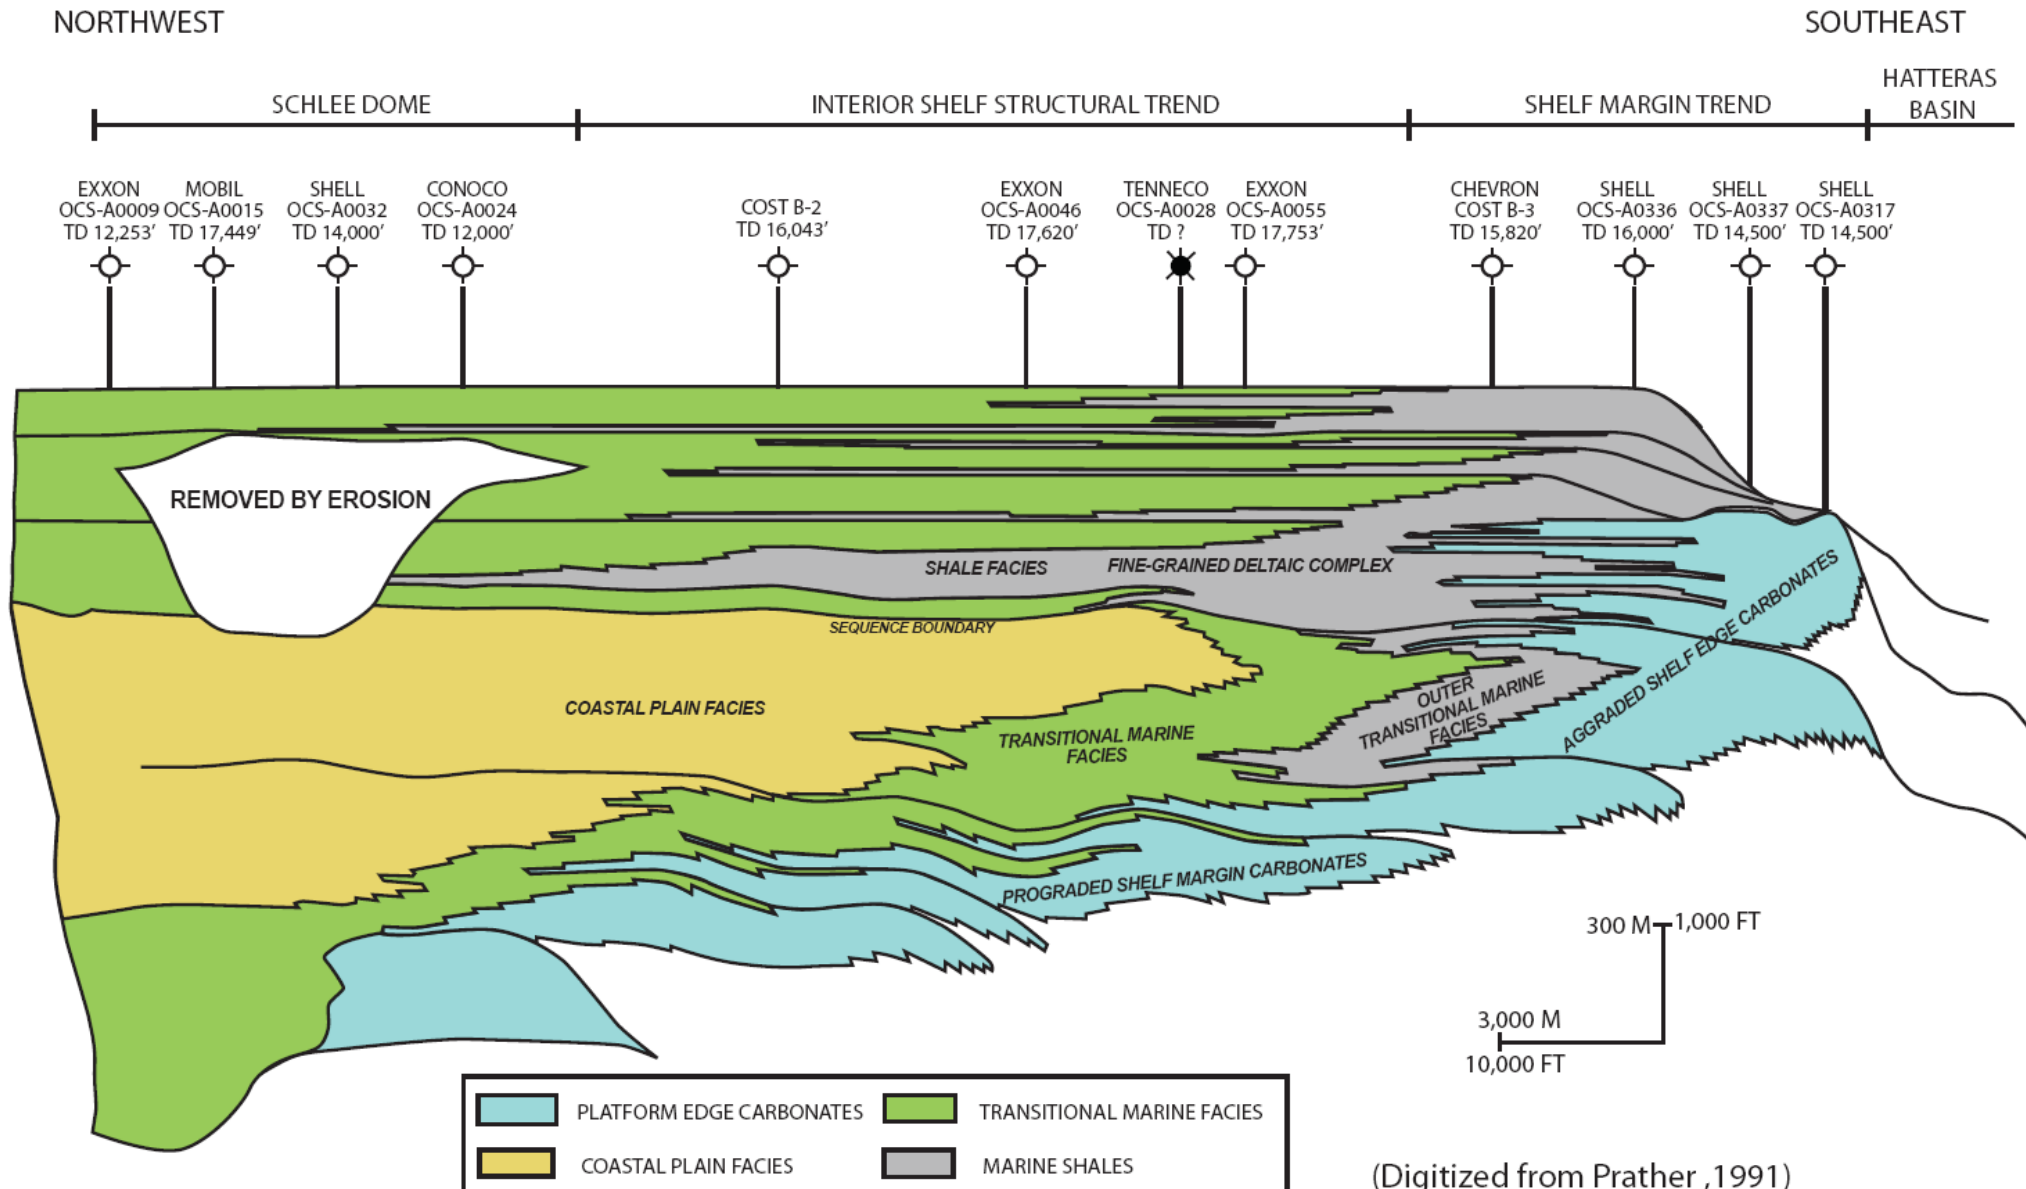 NORTHWEST
SOUTHEAST
SCHLEE DOME
INTERIOR SHELF STRUCTURAL TREND
SHELF MARGIN TREND
HATTERAS
BASIN
EXXON
OCS-A0009
TD 12,253′
MOBIL
OCS-A0015
TD 17,449′
SHELL
OCS-A0032
TD 14,000′
CONOCO
OCS-A0024
TD 12,000′
COST B-2
TD 16,043′
EXXON
OCS-A0046
TD 17,620′
TENNECO
OCS-A0028
TD ?
EXXON
OCS-A0055
TD 17,753′
CHEVRON
COST B-3
TD 15,820′
SHELL
OCS-A0336
TD 16,000′
SHELL
OCS-A0337
TD 14,500′
SHELL
OCS-A0317
TD 14,500′
REMOVED BY EROSION
SHALE FACIES
FINE-GRAINED DELTAIC COMPLEX
SEQUENCE BOUNDARY
COASTAL PLAIN FACIES
TRANSITIONAL MARINE
FACIES
OUTER
TRANSITIONAL MARINE
FACIES
AGGRADED SHELF EDGE CARBONATES
PROGRADED SHELF MARGIN CARBONATES
300 M
1,000 FT
3,000 M
10,000 FT
PLATFORM EDGE CARBONATES
TRANSITIONAL MARINE FACIES
COASTAL PLAIN FACIES
MARINE SHALES
(Digitized from Prather ,1991)